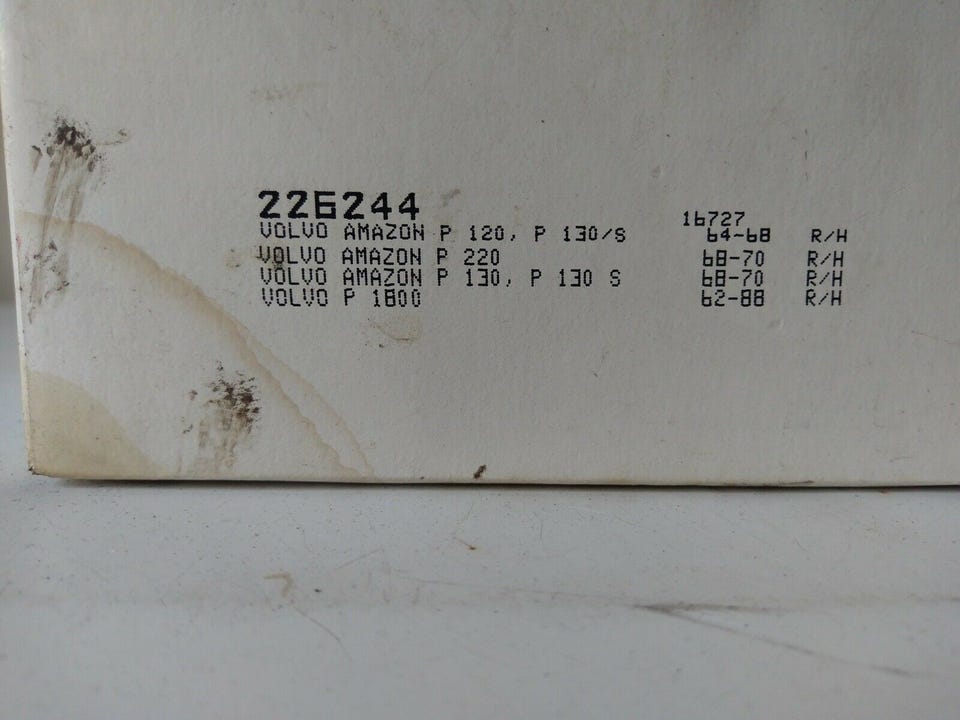 226244 16727
VOLVO AMAZON P 120, P 130/S 64-68 R/H
VOLVO AMAZON P 220 68-70 R/H
VOLVO AMAZON P 130, P 130 S 68-70 R/H
VOLVO P 1800 62-88 R/H